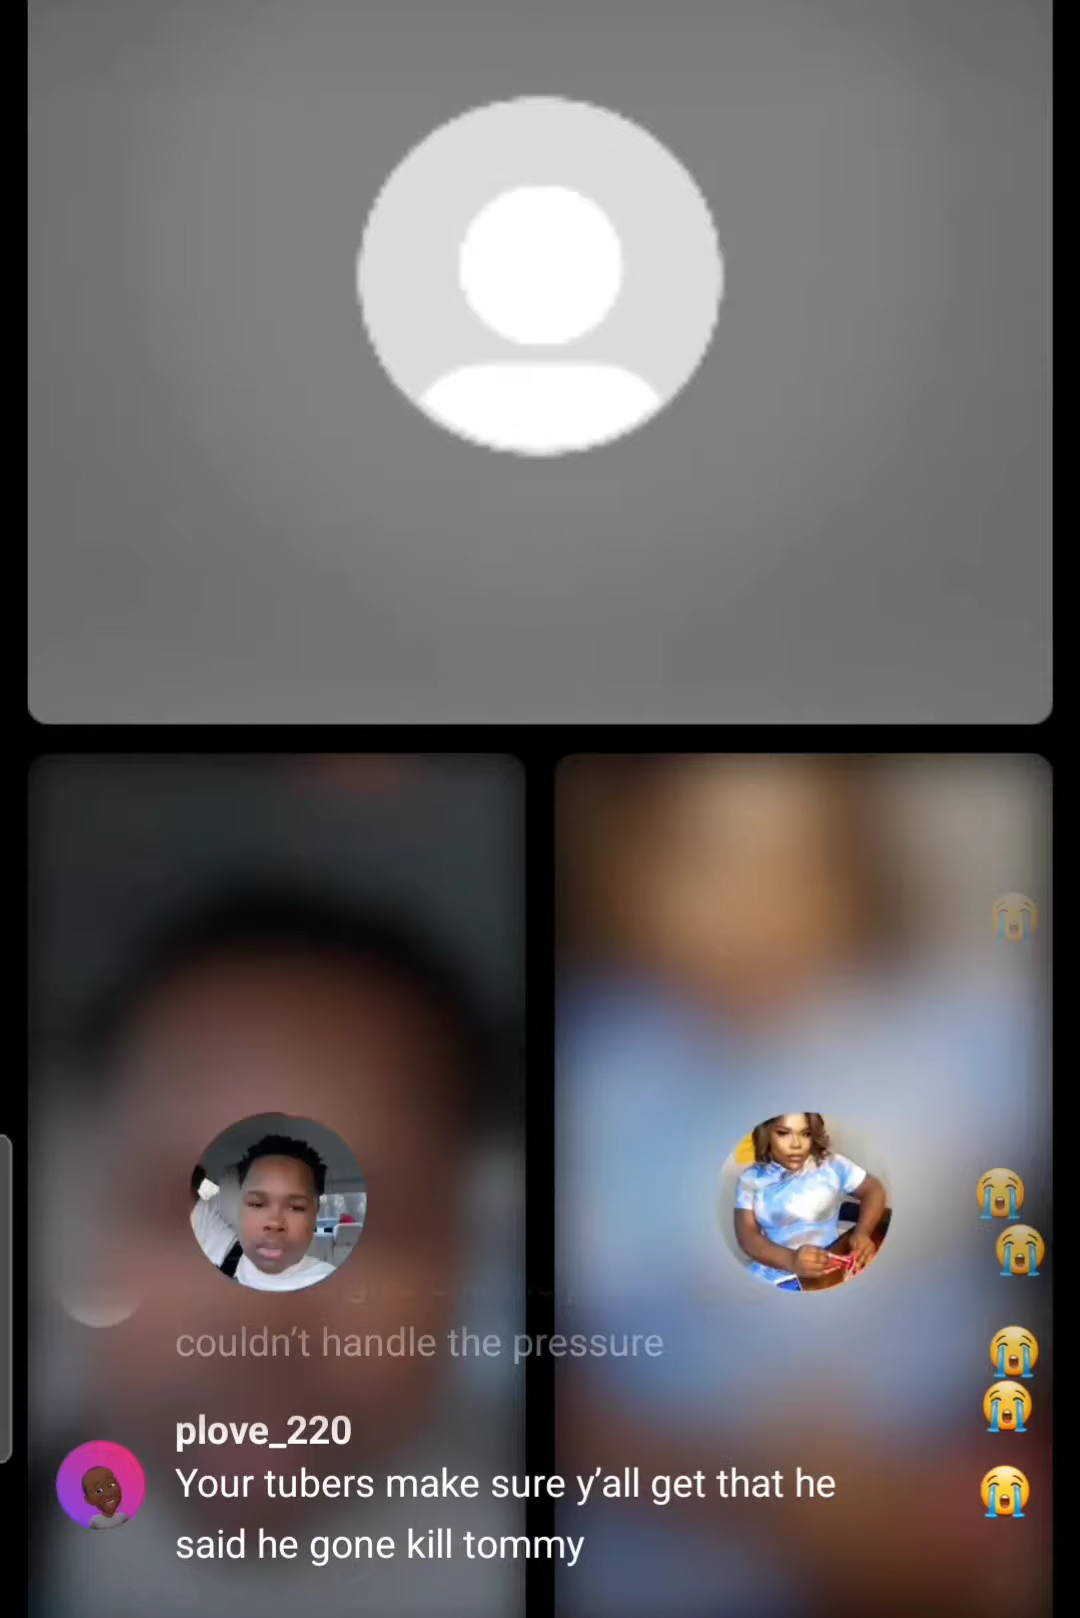 couldn’t handle the pressure
plove_220
Your tubers make sure y’all get that he
said he gone kill tommy